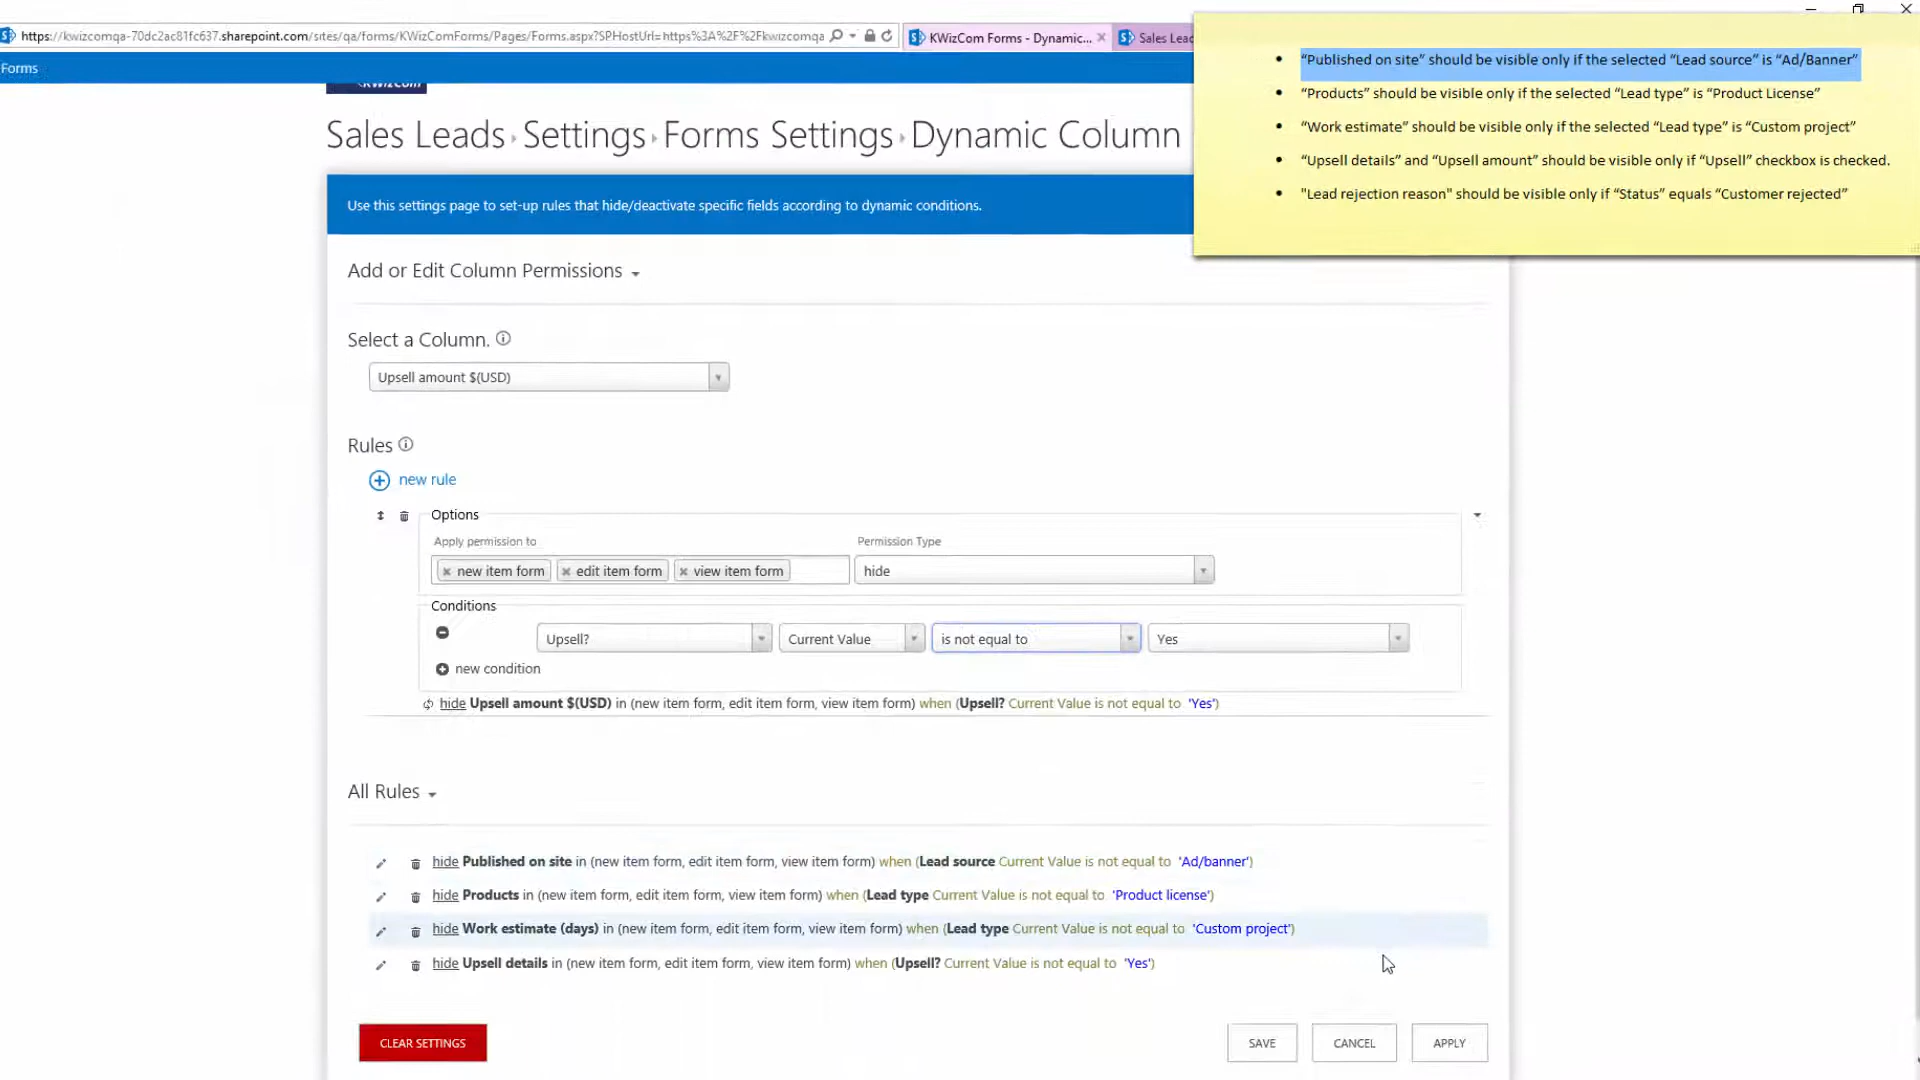 https://kwizcomqa-70dc2ac81fc637.sharepoint.com/sites/qa/forms/KWizComForms/Pages/Forms.aspx?SPHostUrl=https%3A%2F%2Fkwizcomqa
KWizCom Forms - Dynamic...
Sales Lead
Forms
KWizCom
Sales Leads Settings Forms Settings Dynamic Column
• “Published on site” should be visible only if the selected “Lead source” is “Ad/Banner”
• “Products” should be visible only if the selected “Lead type” is “Product License”
• “Work estimate” should be visible only if the selected “Lead type” is “Custom project”
• “Upsell details” and “Upsell amount” should be visible only if “Upsell” checkbox is checked.
• "Lead rejection reason" should be visible only if “Status” equals “Customer rejected”
Use this settings page to set-up rules that hide/deactivate specific fields according to dynamic conditions.
Add or Edit Column Permissions
Select a Column.
Upsell amount $(USD)
Rules
new rule
Options
Apply permission to Permission Type
× new item form × edit item form × view item form hide
Conditions
Upsell? Current Value is not equal to Yes
new condition
hide Upsell amount $(USD) in (new item form, edit item form, view item form) when (Upsell? Current Value is not equal to 'Yes')
All Rules
hide Published on site in (new item form, edit item form, view item form) when (Lead source Current Value is not equal to 'Ad/banner')
hide Products in (new item form, edit item form, view item form) when (Lead type Current Value is not equal to 'Product license')
hide Work estimate (days) in (new item form, edit item form, view item form) when (Lead type Current Value is not equal to 'Custom project')
hide Upsell details in (new item form, edit item form, view item form) when (Upsell? Current Value is not equal to 'Yes')
CLEAR SETTINGS SAVE CANCEL APPLY